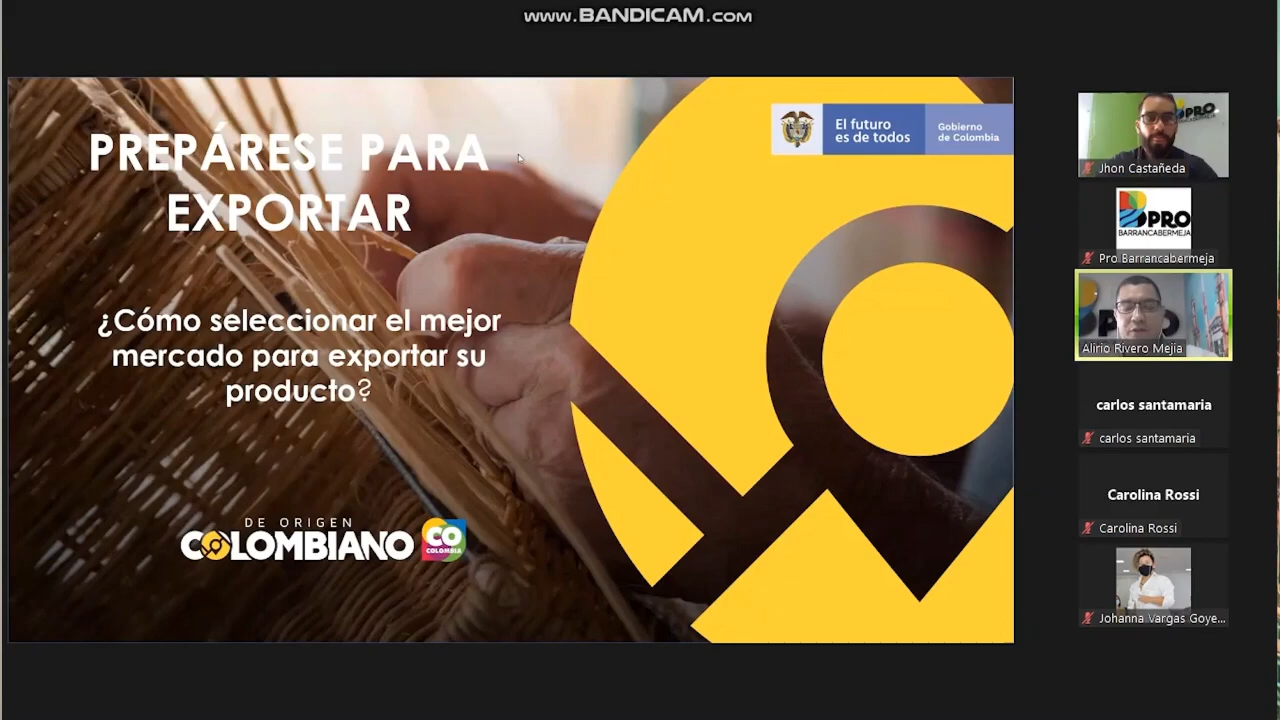 www.BANDICAM.com
PREPÁRESE PARA
EXPORTAR
¿Cómo seleccionar el mejor
mercado para exportar su
producto?
DE ORIGEN
COLOMBIANO
CO
COLOMBIA
El futuro
es de todos
Gobierno
de Colombia
PRO
BARRANCABERMEJA
Jhon Castañeda
PRO
BARRANCABERMEJA
Pro Barrancabermeja
PRO
Alirio Rivero Mejia
carlos santamaria
carlos santamaria
Carolina Rossi
Carolina Rossi
Johanna Vargas Goye...